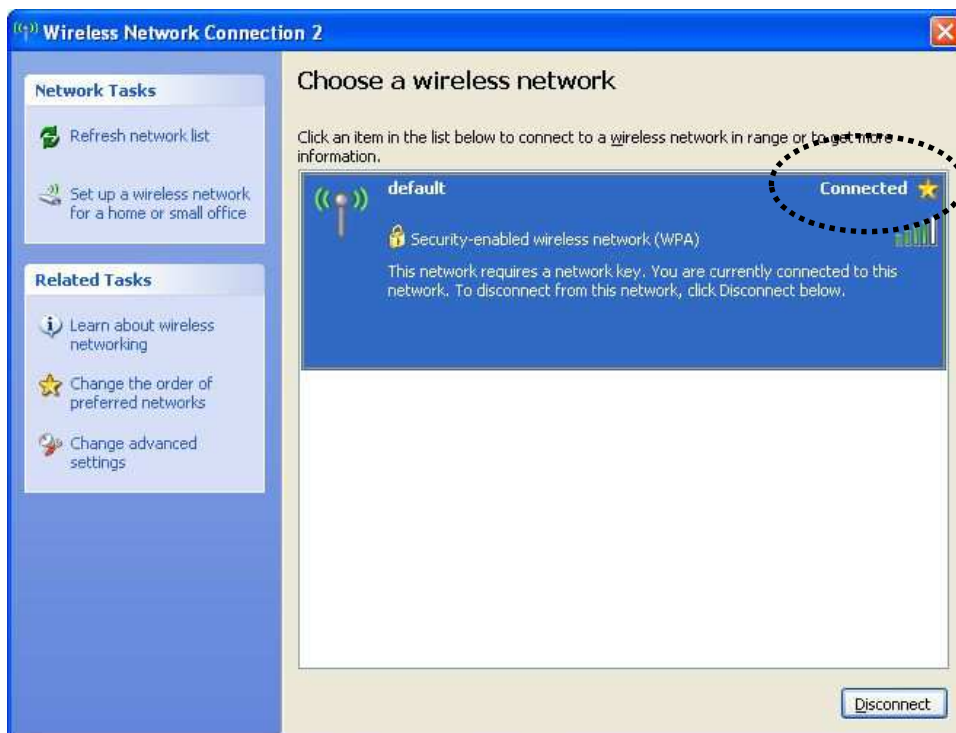 Wireless Network Connection 2
Network Tasks
Refresh network list
Set up a wireless network
for a home or small office
Related Tasks
Learn about wireless
networking
Change the order of
preferred networks
Change advanced
settings
Choose a wireless network
Click an item in the list below to connect to a wireless network in range or to get more
information.
default
Connected
Security-enabled wireless network (WPA)
This network requires a network key. You are currently connected to this
network. To disconnect from this network, click Disconnect below.
Disconnect